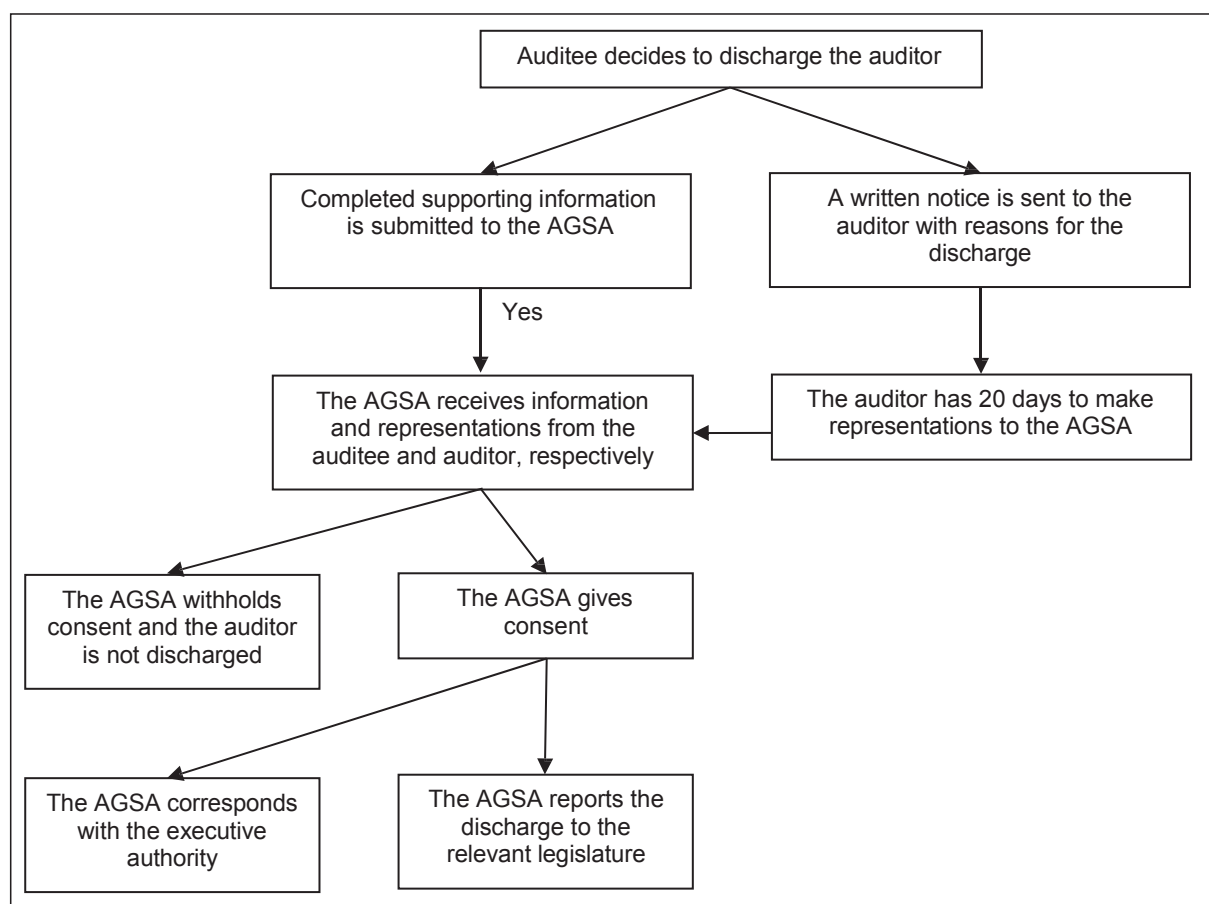 Auditee decides to discharge the auditor
Completed supporting information
is submitted to the AGSA
A written notice is sent to the
auditor with reasons for the
discharge
Yes
The AGSA receives information
and representations from the
auditee and auditor, respectively
The auditor has 20 days to make
representations to the AGSA
The AGSA withholds
consent and the auditor
is not discharged
The AGSA gives
consent
The AGSA corresponds
with the executive
authority
The AGSA reports the
discharge to the
relevant legislature